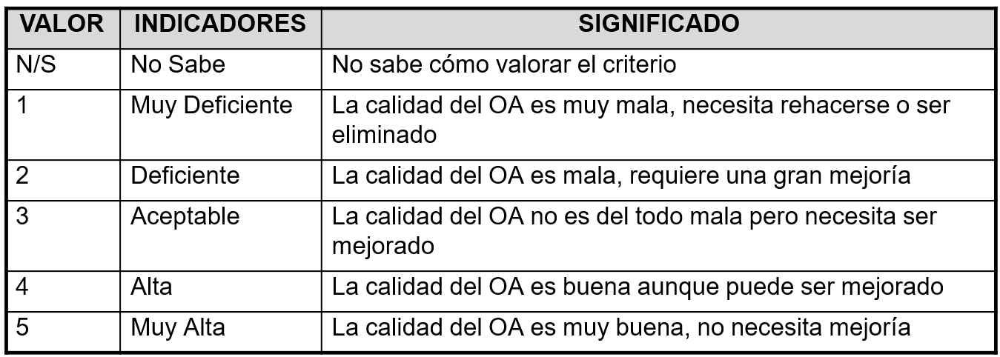 VALOR INDICADORES SIGNIFICADO
N/S No Sabe No sabe cómo valorar el criterio
1 Muy Deficiente La calidad del OA es muy mala, necesita rehacerse o ser
eliminado
2 Deficiente La calidad del OA es mala, requiere una gran mejoría
3 Aceptable La calidad del OA no es del todo mala pero necesita ser
mejorado
4 Alta La calidad del OA es buena aunque puede ser mejorado
5 Muy Alta La calidad del OA es muy buena, no necesita mejoría